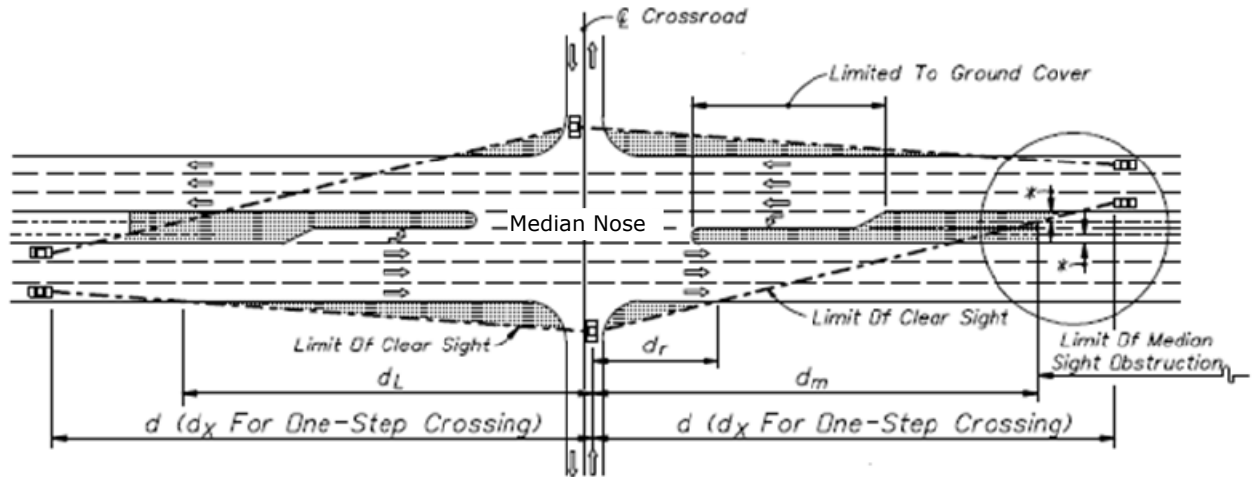 ℄ Crossroad
Limited To Ground Cover
*
Median Nose
*
Limit Of Clear Sight
Limit Of Clear Sight
dr
Limit Of Median
Sight Obstruction
dL
dm
d (dX For One-Step Crossing)
d (dX For One-Step Crossing)